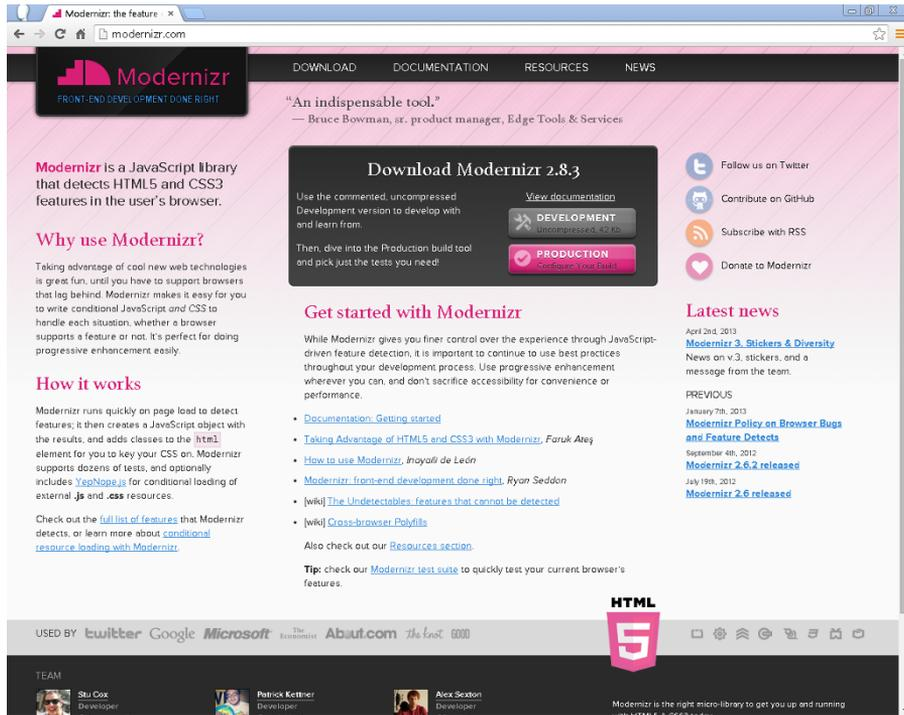 Modernizr: the feature
modernizr.com
Modernizr
FRONT-END DEVELOPMENT DONE RIGHT
DOWNLOAD DOCUMENTATION RESOURCES NEWS
“An indispensable tool.”
— Bruce Bowman, sr. product manager, Edge Tools & Services
Modernizr is a JavaScript library
that detects HTML5 and CSS3
features in the user’s browser.
Why use Modernizr?
Taking advantage of cool new web technologies
is great fun, until you have to support browsers
that lag behind. Modernizr makes it easy for you
to write conditional JavaScript and CSS to
handle each situation, whether a browser
supports a feature or not. It’s perfect for doing
progressive enhancement easily.
How it works
Modernizr runs quickly on page load to detect
features; it then creates a JavaScript object with
the results, and adds classes to the html
element for you to key your CSS on. Modernizr
supports dozens of tests, and optionally
includes YepNope.js for conditional loading of
external .js and .css resources.
Check out the full list of features that Modernizr
detects, or learn more about conditional
resource loading with Modernizr.
Download Modernizr 2.8.3
Use the commented, uncompressed
Development version to develop with
and learn from.
Then, dive into the Production build tool
and pick just the tests you need!
View documentation
DEVELOPMENT
Uncompressed, 42 Kb
PRODUCTION
Configure Your Build
Get started with Modernizr
While Modernizr gives you finer control over the experience through JavaScript-
driven feature detection, it is important to continue to use best practices
throughout your development process. Use progressive enhancement
wherever you can, and don’t sacrifice accessibility for convenience or
performance.
• Documentation: Getting started
• Taking Advantage of HTML5 and CSS3 with Modernizr, Faruk Ateş
• How to use Modernizr, Inayaili de León
• Modernizr: front-end development done right, Ryan Seddon
• [wiki] The Undetectables: features that cannot be detected
• [wiki] Cross-browser Polyfills
Also check out our Resources section.
Tip: check our Modernizr test suite to quickly test your current browser’s
features.
Follow us on Twitter
Contribute on GitHub
Subscribe with RSS
Donate to Modernizr
Latest news
April 2nd, 2013
Modernizr 3, Stickers & Diversity
News on v.3, stickers, and a
message from the team.
PREVIOUS
January 7th, 2013
Modernizr Policy on Browser Bugs
and Feature Detects
September 4th, 2012
Modernizr 2.6.2 released
July 19th, 2012
Modernizr 2.6 released
HTML
5
USED BY twitter Google Microsoft The Economist About.com the knot GOOD
TEAM
Stu Cox
Developer
Patrick Kettner
Developer
Alex Sexton
Developer
Modernizr is the right micro-library to get you up and running
with HTML5 & CSS3 today.